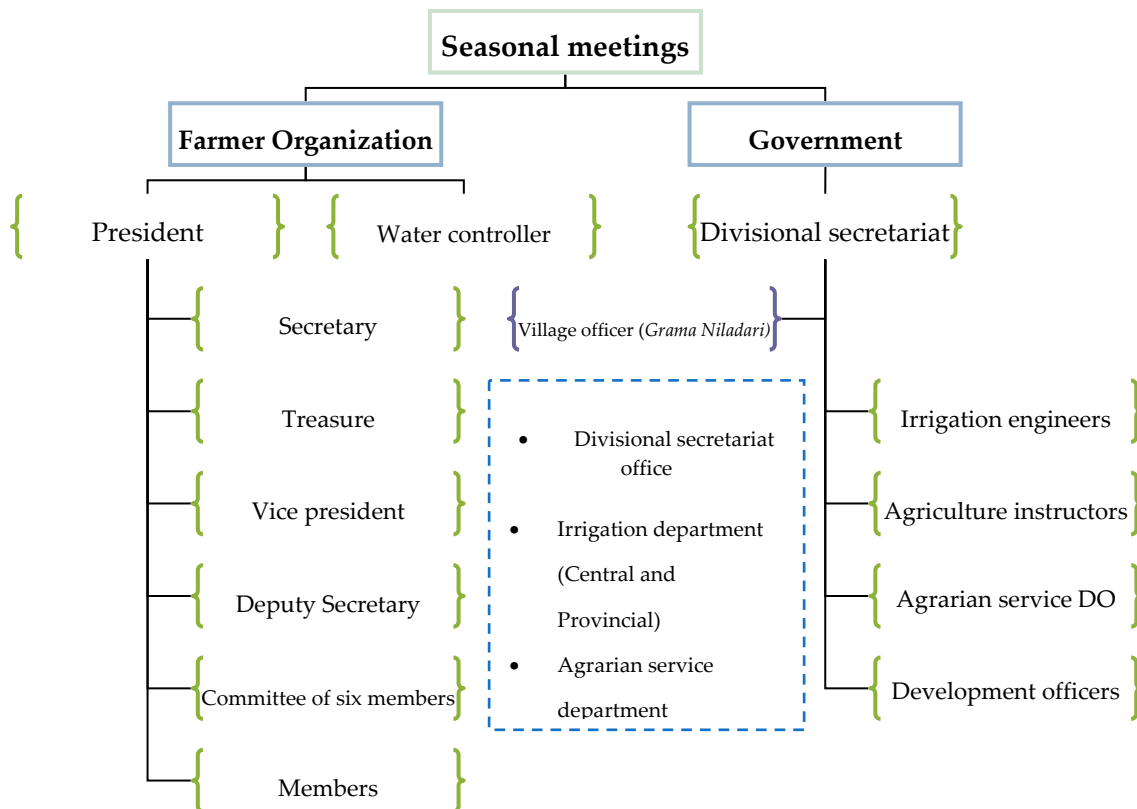 Seasonal meetings
Farmer Organization
Government
President
Water controller
Divisional secretariat
Secretary
Village officer (Grama Niladari)
Treasure
Vice president
Deputy Secretary
Committee of six members
Members
• Divisional secretariat
office
• Irrigation department
(Central and
Provincial)
• Agrarian service
department
Irrigation engineers
Agriculture instructors
Agrarian service DO
Development officers